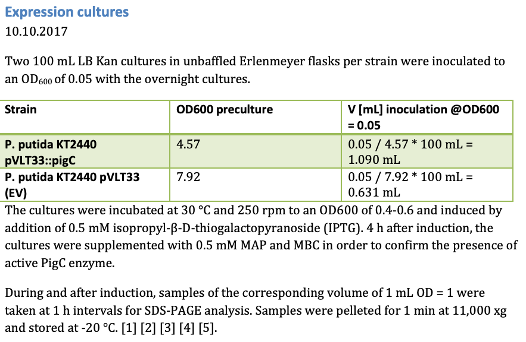 Expression cultures
10.10.2017
Two 100 mL LB Kan cultures in unbaffled Erlenmeyer flasks per strain were inoculated to
an OD₆₀₀ of 0.05 with the overnight cultures.
Strain OD600 preculture V [mL] inoculation @OD600
= 0.05
P. putida KT2440 4.57 0.05 / 4.57 * 100 mL =
pVLT33::pigC 1.090 mL
P. putida KT2440 pVLT33 7.92 0.05 / 7.92 * 100 mL =
(EV) 0.631 mL
The cultures were incubated at 30 °C and 250 rpm to an OD600 of 0.4-0.6 and induced by
addition of 0.5 mM isopropyl-β-D-thiogalactopyranoside (IPTG). 4 h after induction, the
cultures were supplemented with 0.5 mM MAP and MBC in order to confirm the presence of
active PigC enzyme.
During and after induction, samples of the corresponding volume of 1 mL OD = 1 were
taken at 1 h intervals for SDS-PAGE analysis. Samples were pelleted for 1 min at 11,000 xg
and stored at -20 °C. [1] [2] [3] [4] [5].